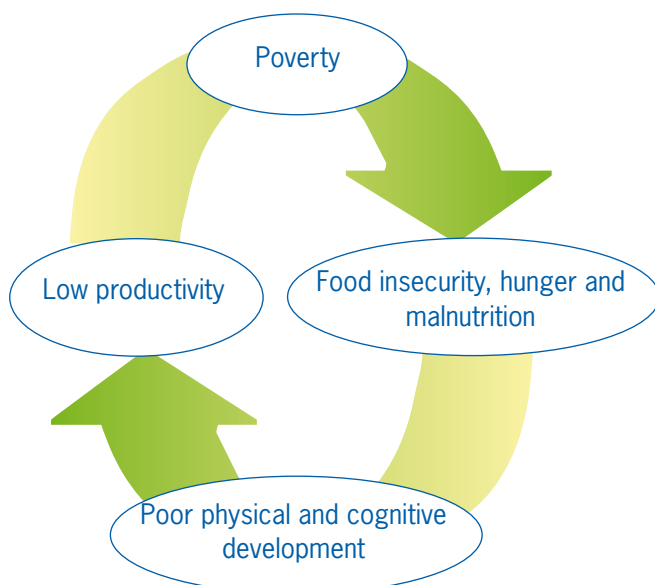 Poverty
Food insecurity, hunger and
malnutrition
Poor physical and cognitive
development
Low productivity